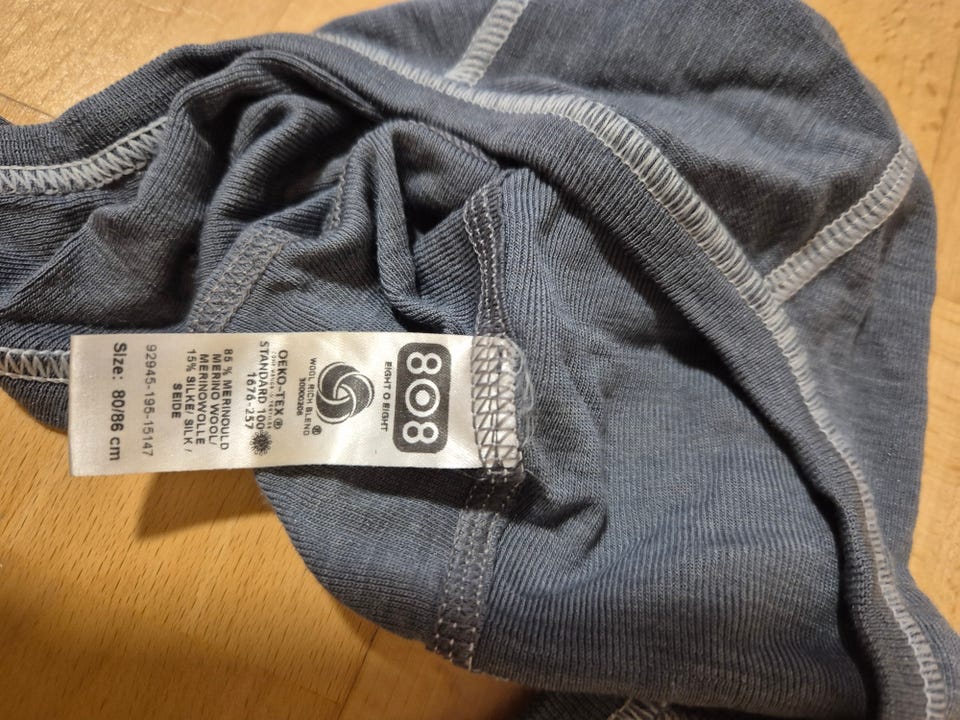 808
EIGHT O EIGHT
®
WOOL RICH BLEND
OEKO-TEX®
STANDARD 100
1676-257
85 % MERINOULD
MERINO WOOL/
MERINOWOLLE
15% SILKE/ SILK /
SEIDE
92945-195-15147
Size: 80/86 cm